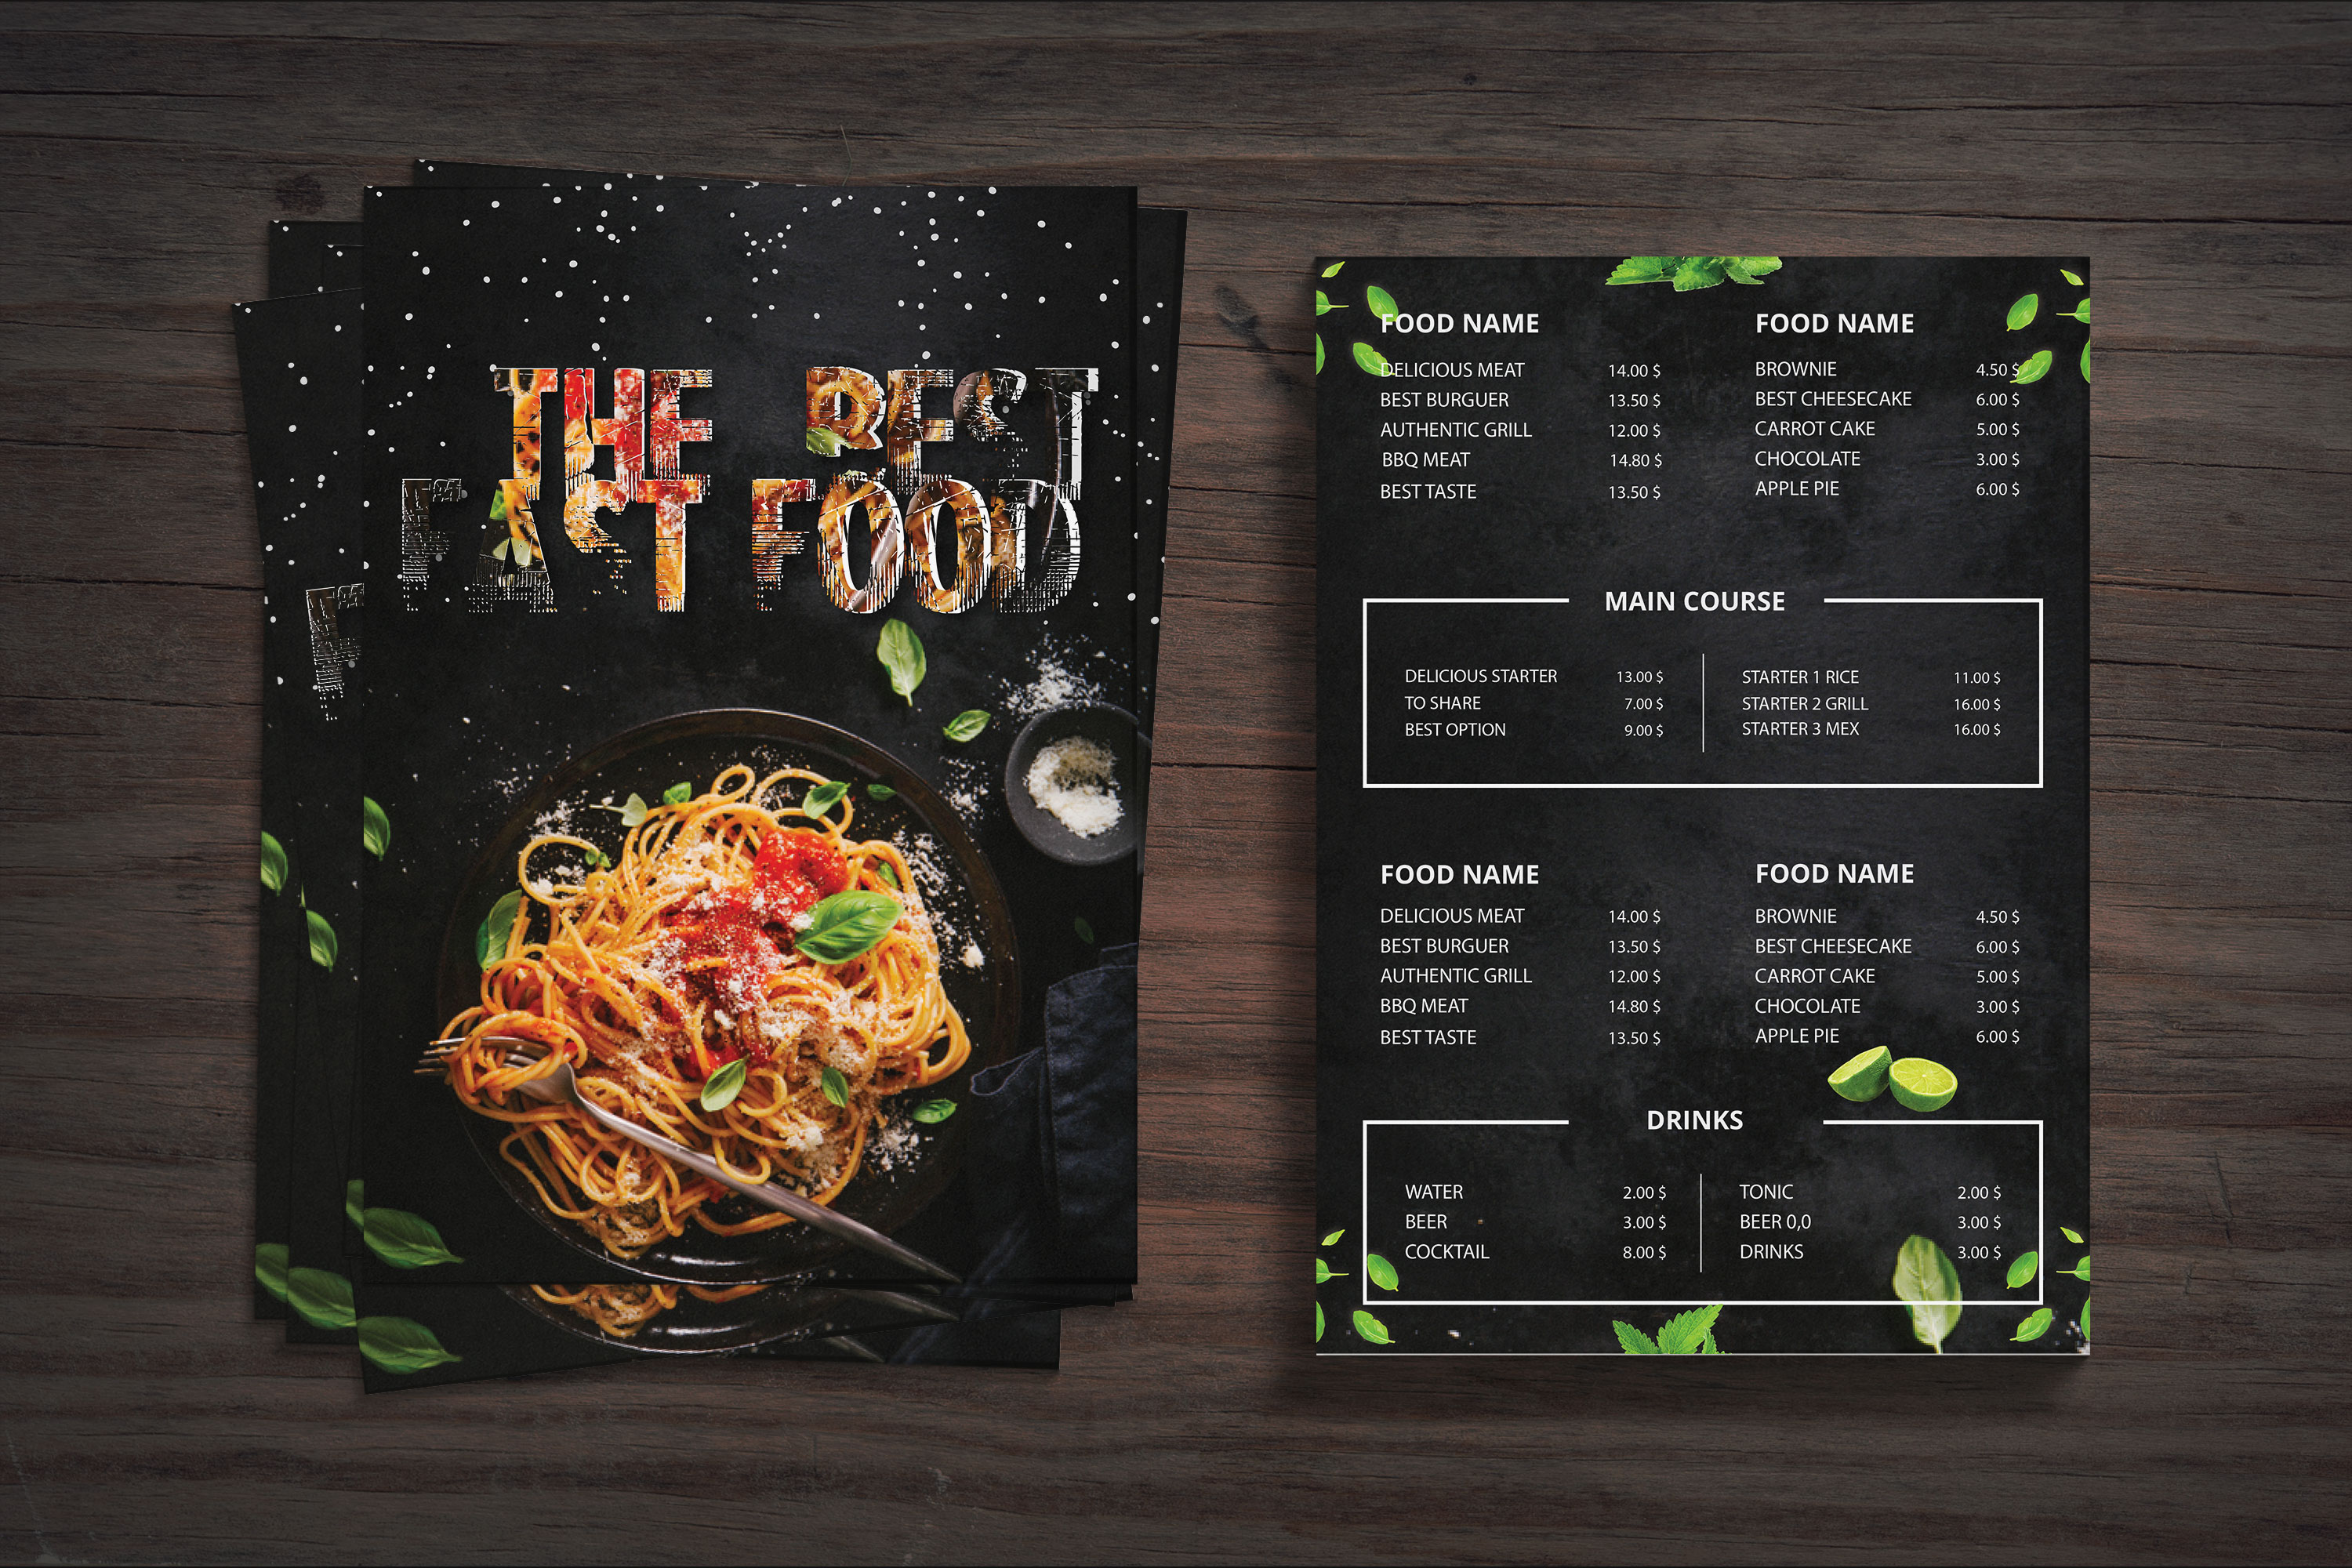 THE BEST
FAST FOOD
F
FOOD NAME
DELICIOUS MEAT 14.00 $
BEST BURGUER 13.50 $
AUTHENTIC GRILL 12.00 $
BBQ MEAT 14.80 $
BEST TASTE 13.50 $
FOOD NAME
BROWNIE 4.50 $
BEST CHEESECAKE 6.00 $
CARROT CAKE 5.00 $
CHOCOLATE 3.00 $
APPLE PIE 6.00 $
MAIN COURSE
DELICIOUS STARTER 13.00 $
TO SHARE 7.00 $
BEST OPTION 9.00 $
STARTER 1 RICE 11.00 $
STARTER 2 GRILL 16.00 $
STARTER 3 MEX 16.00 $
FOOD NAME
DELICIOUS MEAT 14.00 $
BEST BURGUER 13.50 $
AUTHENTIC GRILL 12.00 $
BBQ MEAT 14.80 $
BEST TASTE 13.50 $
FOOD NAME
BROWNIE 4.50 $
BEST CHEESECAKE 6.00 $
CARROT CAKE 5.00 $
CHOCOLATE 3.00 $
APPLE PIE 6.00 $
DRINKS
WATER 2.00 $
BEER 3.00 $
COCKTAIL 8.00 $
TONIC 2.00 $
BEER 0,0 3.00 $
DRINKS 3.00 $